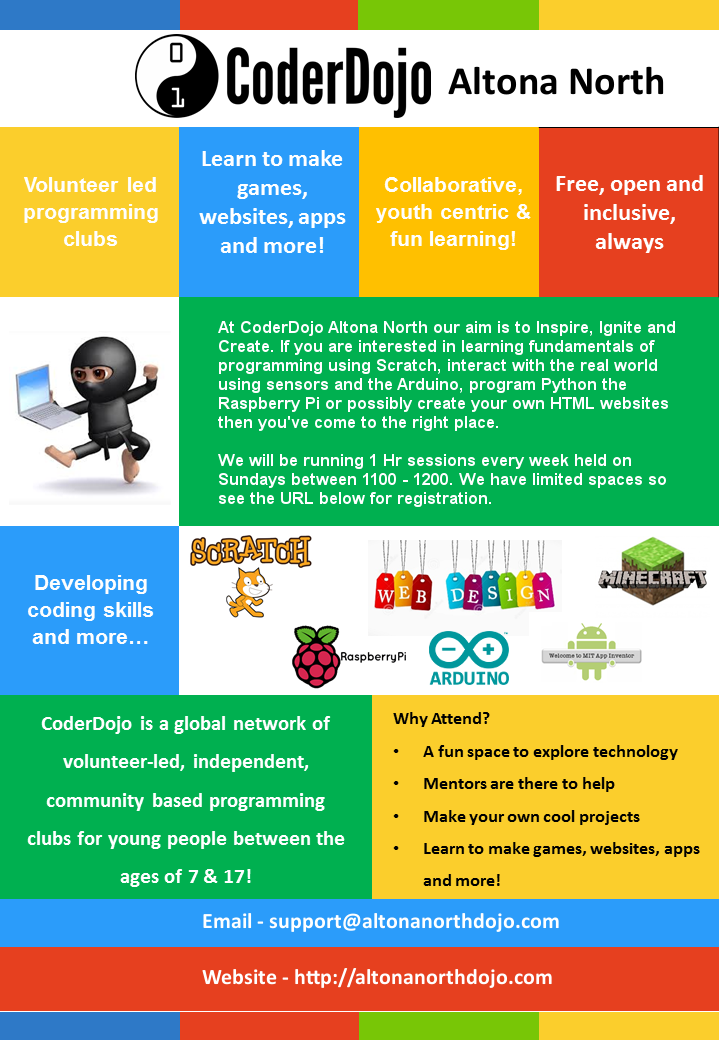 0
1
CoderDojo Altona North
Volunteer led
programming
clubs
Learn to make
games,
websites, apps
and more!
Collaborative,
youth centric &
fun learning!
Free, open and
inclusive,
always
At CoderDojo Altona North our aim is to Inspire, Ignite and
Create. If you are interested in learning fundamentals of
programming using Scratch, interact with the real world
using sensors and the Arduino, program Python the
Raspberry Pi or possibly create your own HTML websites
then you've come to the right place.
We will be running 1 Hr sessions every week held on
Sundays between 1100 - 1200. We have limited spaces so
see the URL below for registration.
Developing
coding skills
and more…
SCRATCH
WEB DESIGN
MINECRAFT
RaspberryPi
ARDUINO
Welcome to MIT App Inventor
CoderDojo is a global network of
volunteer-led, independent,
community based programming
clubs for young people between the
ages of 7 & 17!
Why Attend?
• A fun space to explore technology
• Mentors are there to help
• Make your own cool projects
• Learn to make games, websites, apps
and more!
Email - support@altonanorthdojo.com
Website - http://altonanorthdojo.com